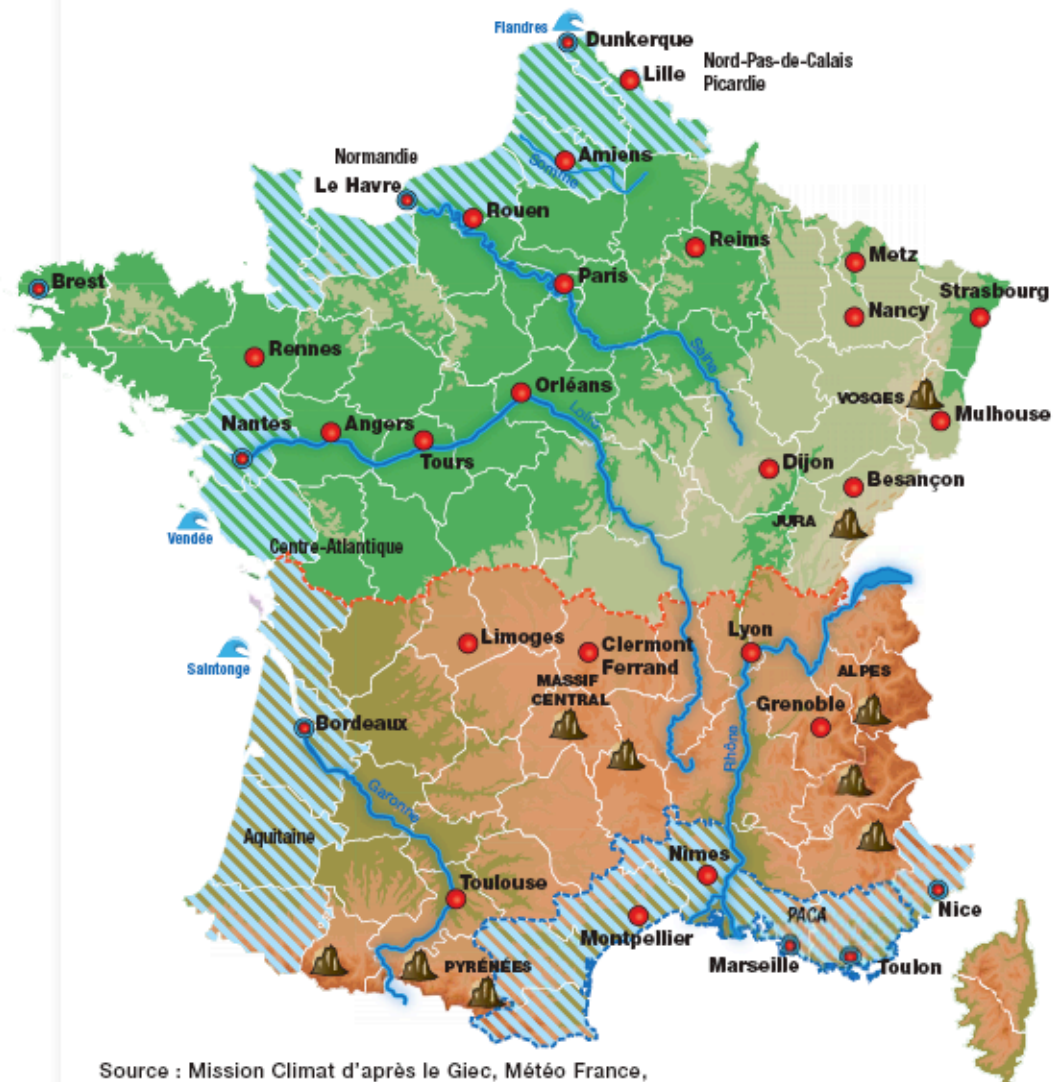 Flandres
Dunkerque
Lille
Nord-Pas-de-Calais
Picardie
Normandie
Le Havre
Somme
Amiens
Rouen
Reims
Metz
Paris
Brest
Nancy
Strasbourg
Rennes
Seine
Orléans
VOSGES
Mulhouse
Nantes
Angers
Loire
Tours
Dijon
Besançon
JURA
Vendée
Centre-Atlantique
Limoges
Clermont
Ferrand
Lyon
Saintonge
MASSIF
CENTRAL
ALPES
Grenoble
Bordeaux
Rhône
Garonne
Aquitaine
Nimes
Toulouse
PACA
Nice
Montpellier
Marseille
Toulon
PYRÉNÉES
Source : Mission Climat d'après le Giec, Météo France,